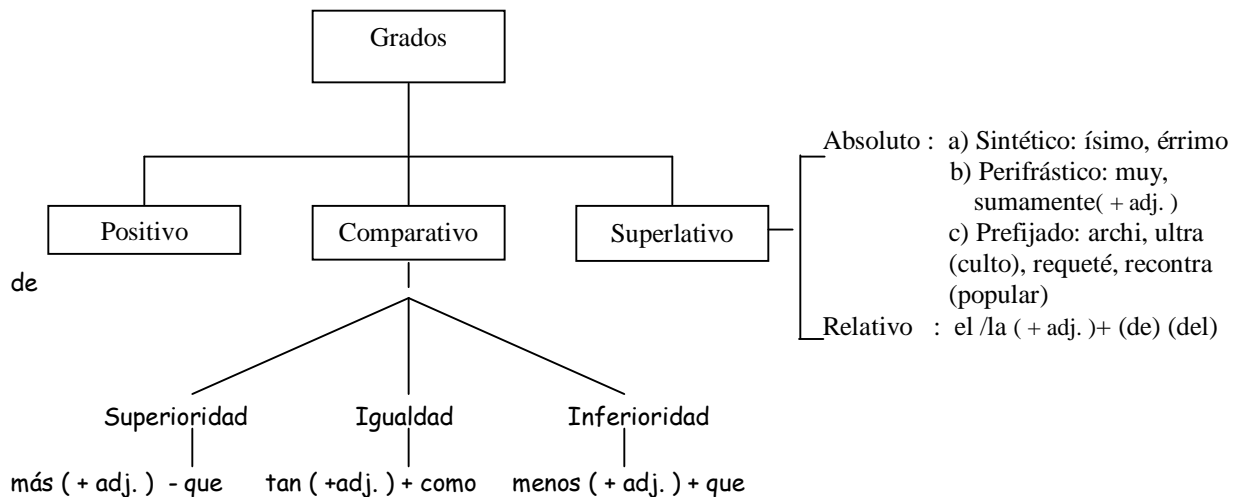 Grados
Absoluto : a) Sintético: ísimo, érrimo
b) Perifrástico: muy,
sumamente( + adj. )
c) Prefijado: archi, ultra
(culto), requeté, recontra
(popular)
Relativo : el /la ( + adj. )+ (de) (del)
Positivo
Comparativo
Superlativo
de
Superioridad
Igualdad
Inferioridad
más ( + adj. ) - que
tan ( +adj. ) + como
menos ( + adj. ) + que